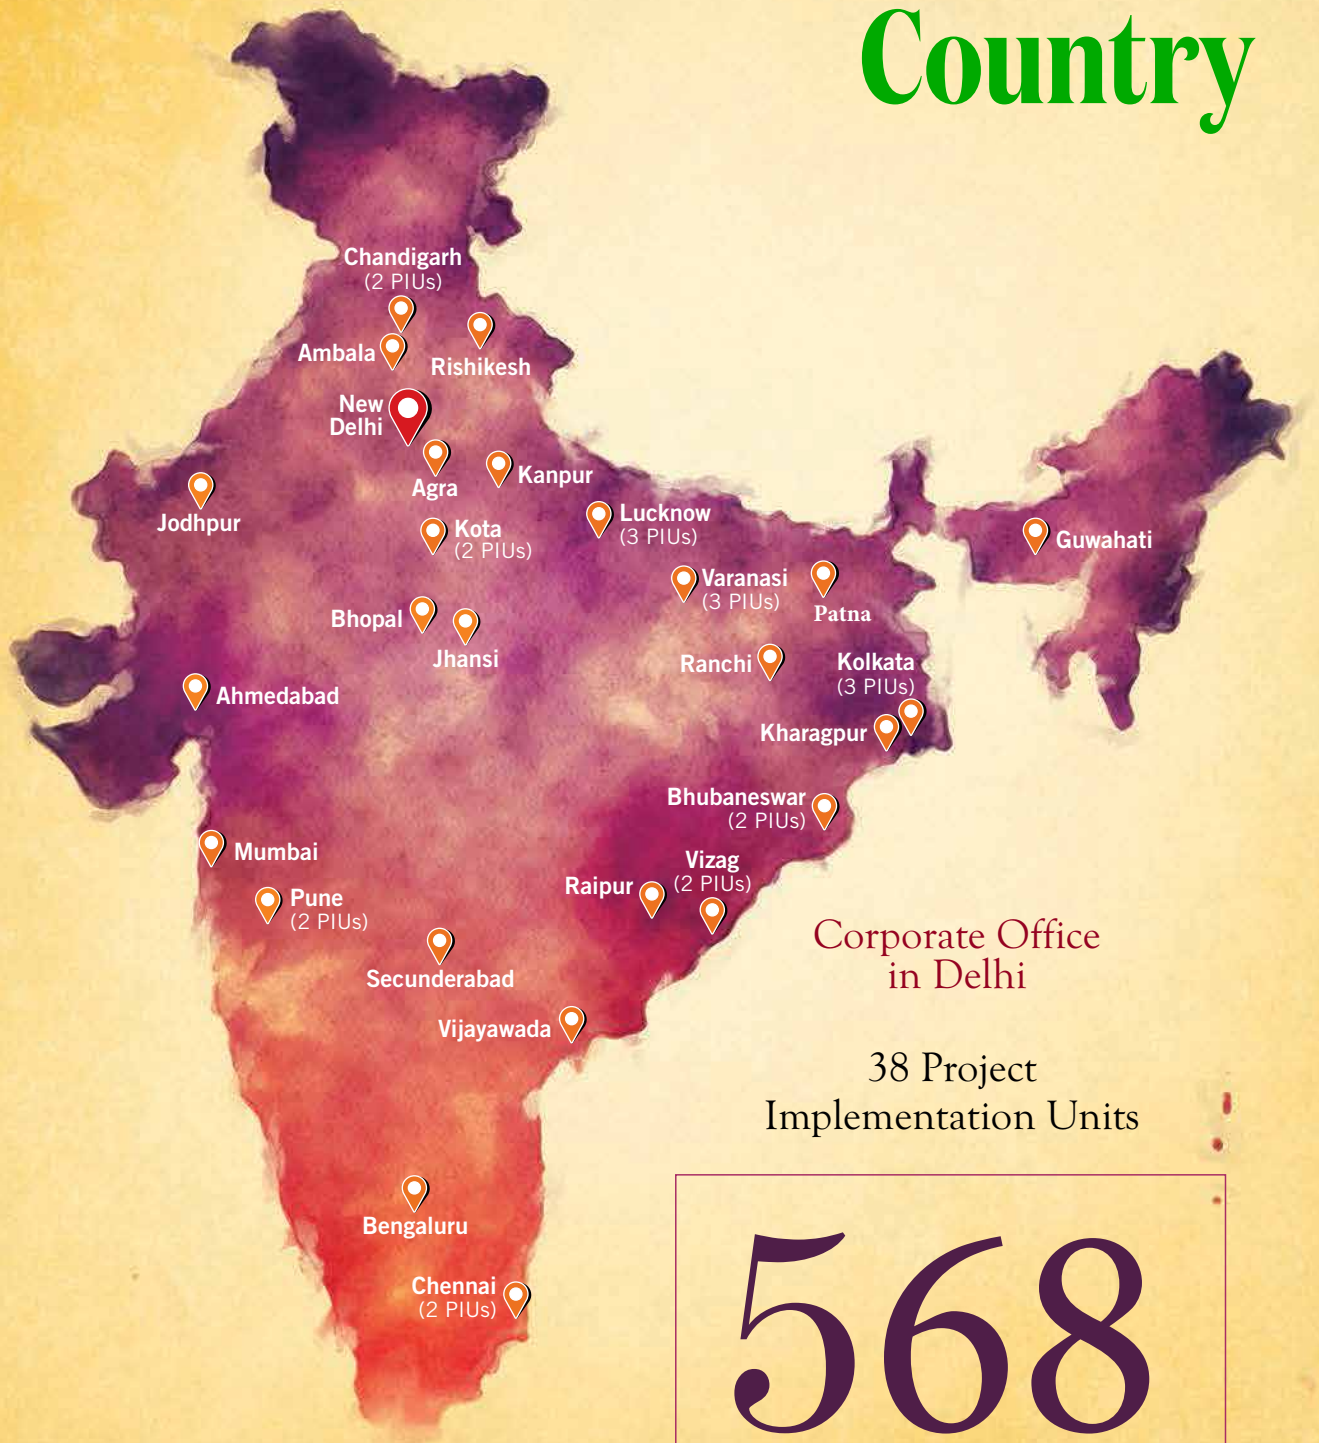 Country
Chandigarh
(2 PIUs)
Ambala
Rishikesh
New
Delhi
Agra
Kanpur
Jodhpur
Kota
(2 PIUs)
Lucknow
(3 PIUs)
Guwahati
Varanasi
(3 PIUs)
Patna
Bhopal
Jhansi
Ranchi
Kolkata
(3 PIUs)
Ahmedabad
Kharagpur
Bhubaneswar
(2 PIUs)
Mumbai
Vizag
(2 PIUs)
Raipur
Pune
(2 PIUs)
Secunderabad
Vijayawada
Corporate Office
in Delhi
38 Project
Implementation Units
Bengaluru
Chennai
(2 PIUs)
568